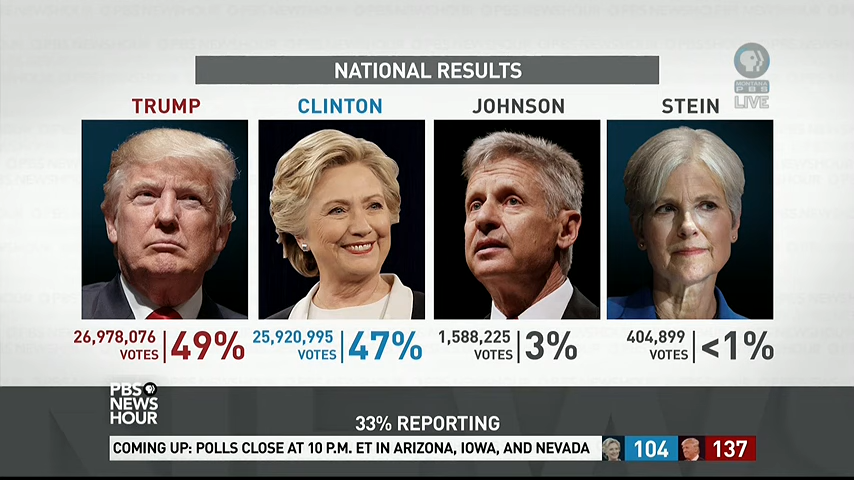 NATIONAL RESULTS
MONTANA
PBS
LIVE
TRUMP CLINTON JOHNSON STEIN
26,978,076 VOTES 49% 25,920,995 VOTES 47% 1,588,225 VOTES 3% 404,899 VOTES <1%
PBS
NEWS
HOUR
33% REPORTING
COMING UP: POLLS CLOSE AT 10 P.M. ET IN ARIZONA, IOWA, AND NEVADA 104 137